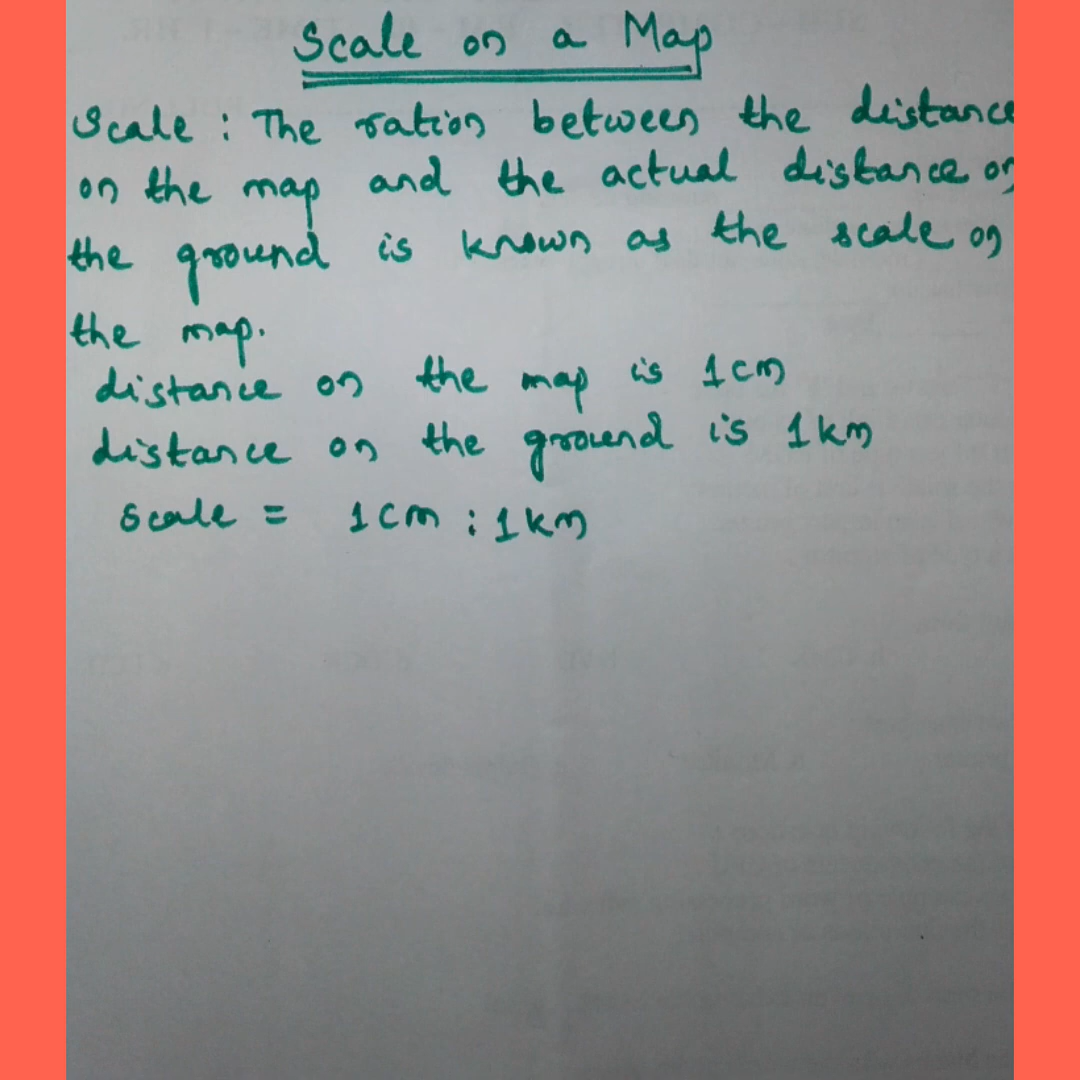 Scale on a Map
Scale : The ration between the distance
on the map and the actual distance on
the ground is known as the scale on
the map.
distance on the map is 1cm
distance on the ground is 1km
scale = 1cm : 1km